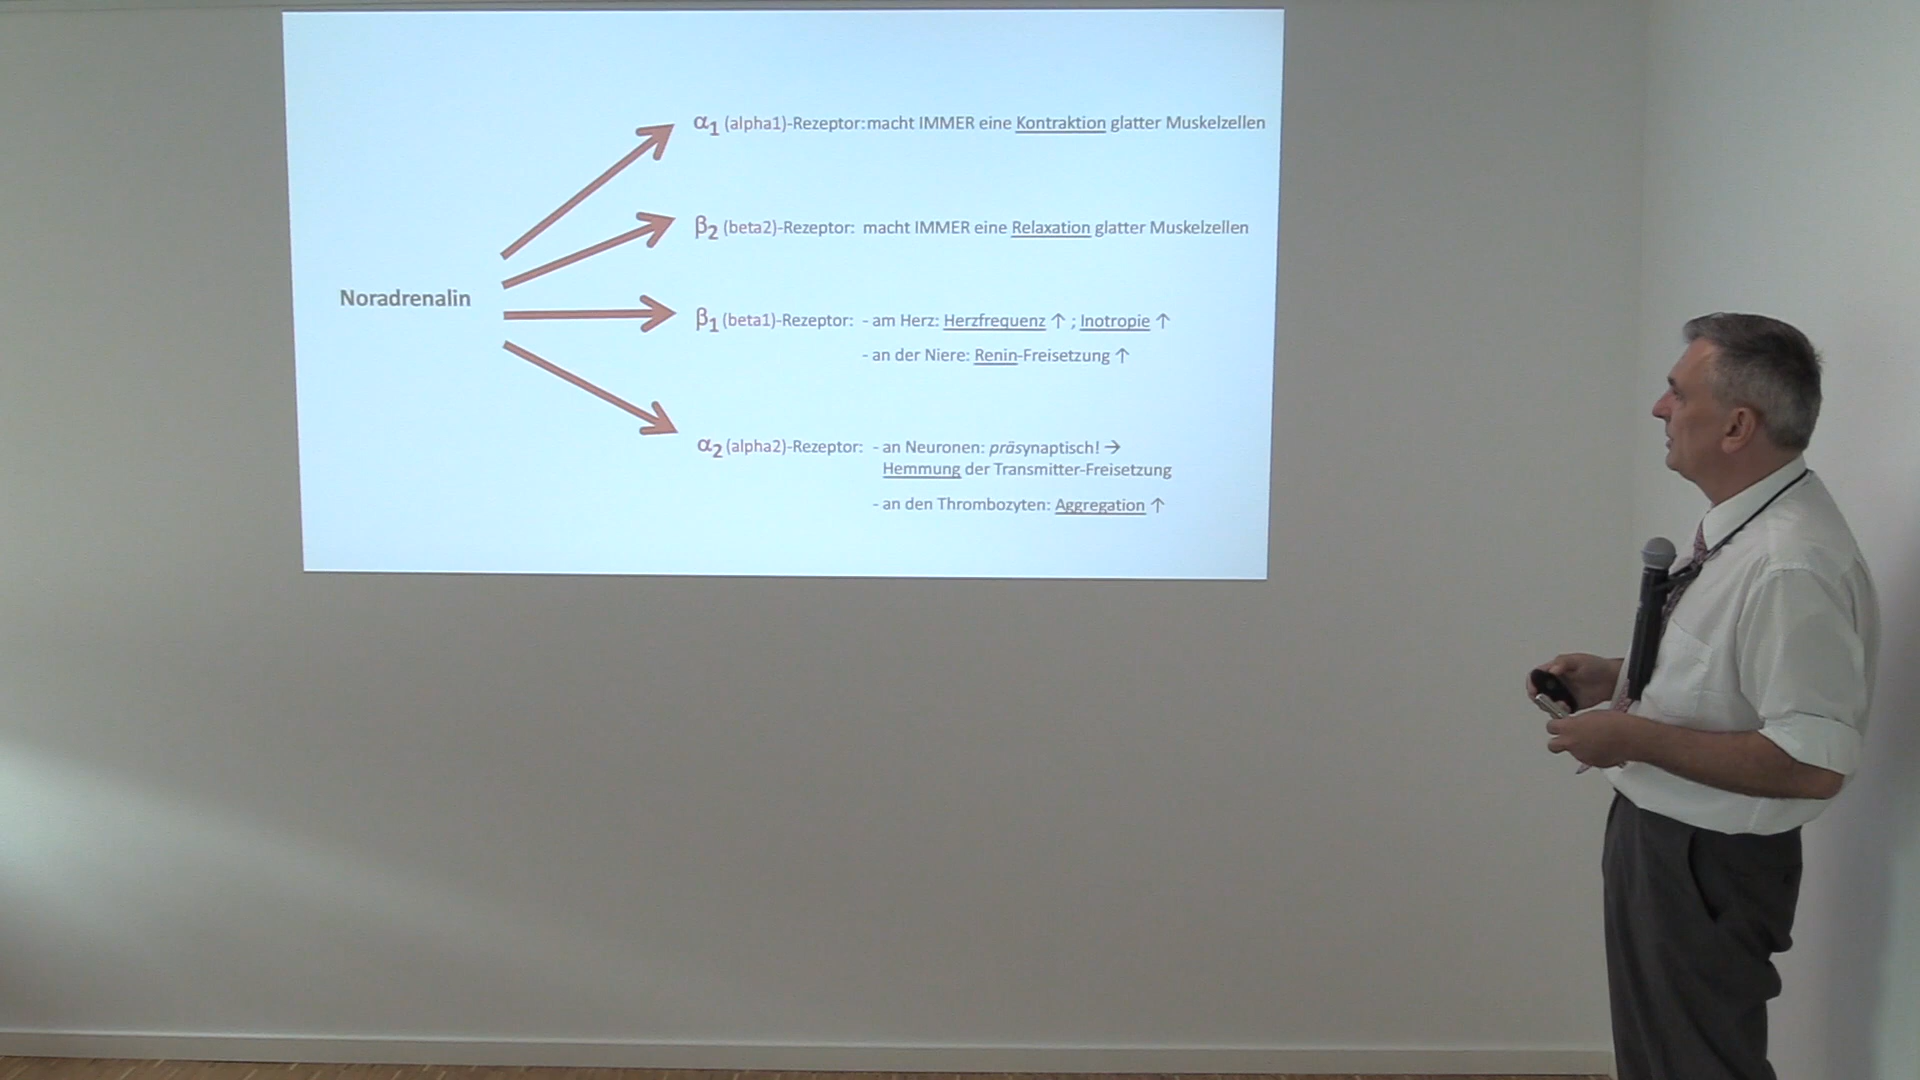 α1 (alpha1)-Rezeptor: macht IMMER eine Kontraktion glatter Muskelzellen
β2 (beta2)-Rezeptor: macht IMMER eine Relaxation glatter Muskelzellen
Noradrenalin
β1 (beta1)-Rezeptor: - am Herz: Herzfrequenz ↑ ; Inotropie ↑
- an der Niere: Renin-Freisetzung ↑
α2 (alpha2)-Rezeptor: - an Neuronen: präsynaptisch! →
Hemmung der Transmitter-Freisetzung
- an den Thrombozyten: Aggregation ↑